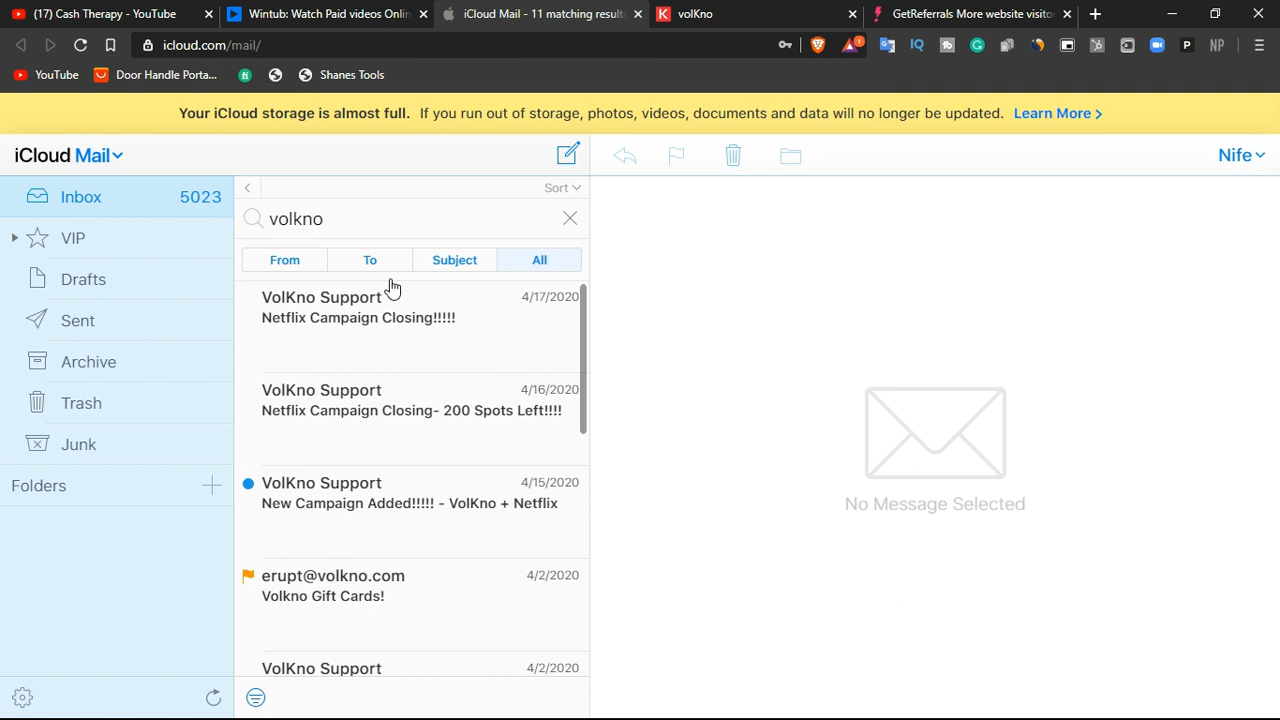 (17) Cash Therapy - YouTube
Wintub: Watch Paid videos Onlin
iCloud Mail - 11 matching results
volKno
GetReferrals More website visitor
icloud.com/mail/
YouTube
Door Handle Porta...
Shanes Tools
Your iCloud storage is almost full. If you run out of storage, photos, videos, documents and data will no longer be updated. Learn More >
iCloud Mail
Nife
Inbox 5023
VIP
Drafts
Sent
Archive
Trash
Junk
Folders
Sort
volkno
From To Subject All
VolKno Support 4/17/2020
Netflix Campaign Closing!!!!!
VolKno Support 4/16/2020
Netflix Campaign Closing- 200 Spots Left!!!!
VolKno Support 4/15/2020
New Campaign Added!!!!! - VolKno + Netflix
erupt@volkno.com 4/2/2020
Volkno Gift Cards!
VolKno Support 4/2/2020
No Message Selected